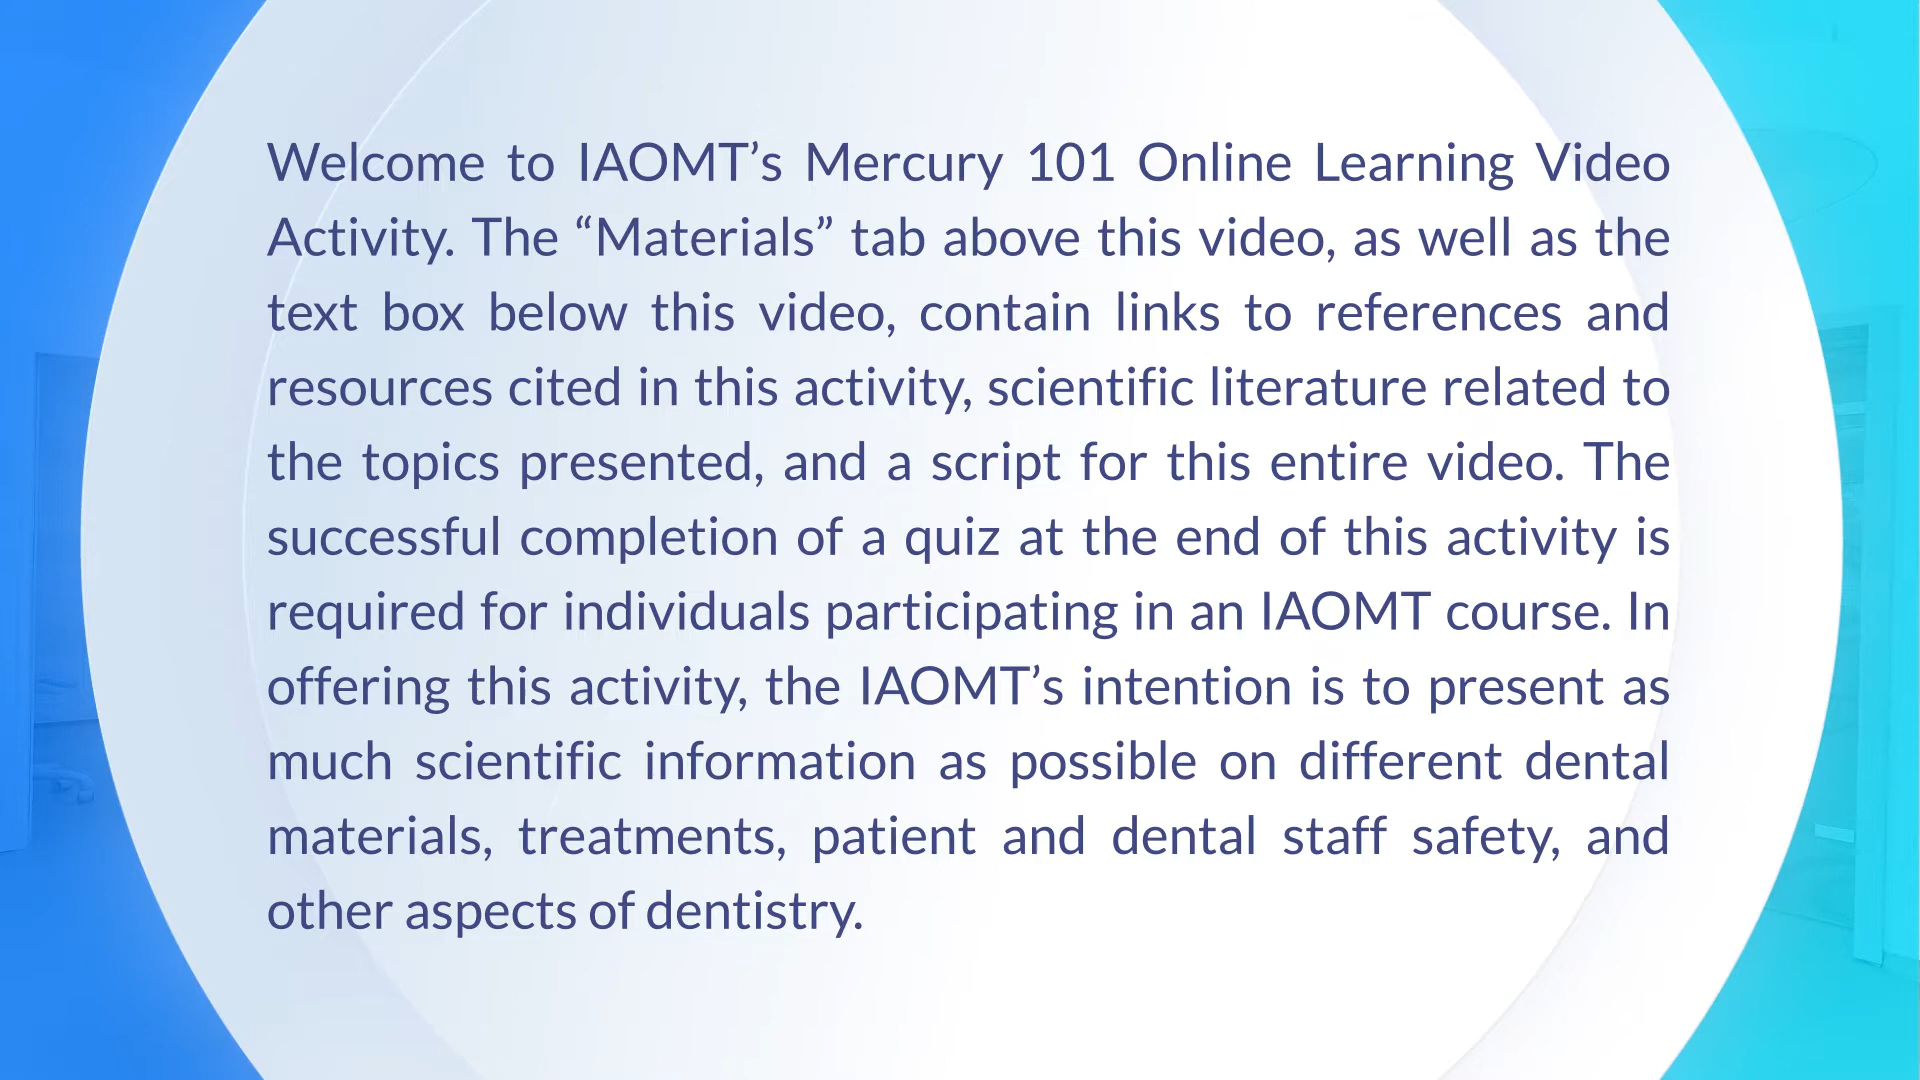 Welcome to IAOMT’s Mercury 101 Online Learning Video
Activity. The “Materials” tab above this video, as well as the
text box below this video, contain links to references and
resources cited in this activity, scientific literature related to
the topics presented, and a script for this entire video. The
successful completion of a quiz at the end of this activity is
required for individuals participating in an IAOMT course. In
offering this activity, the IAOMT’s intention is to present as
much scientific information as possible on different dental
materials, treatments, patient and dental staff safety, and
other aspects of dentistry.